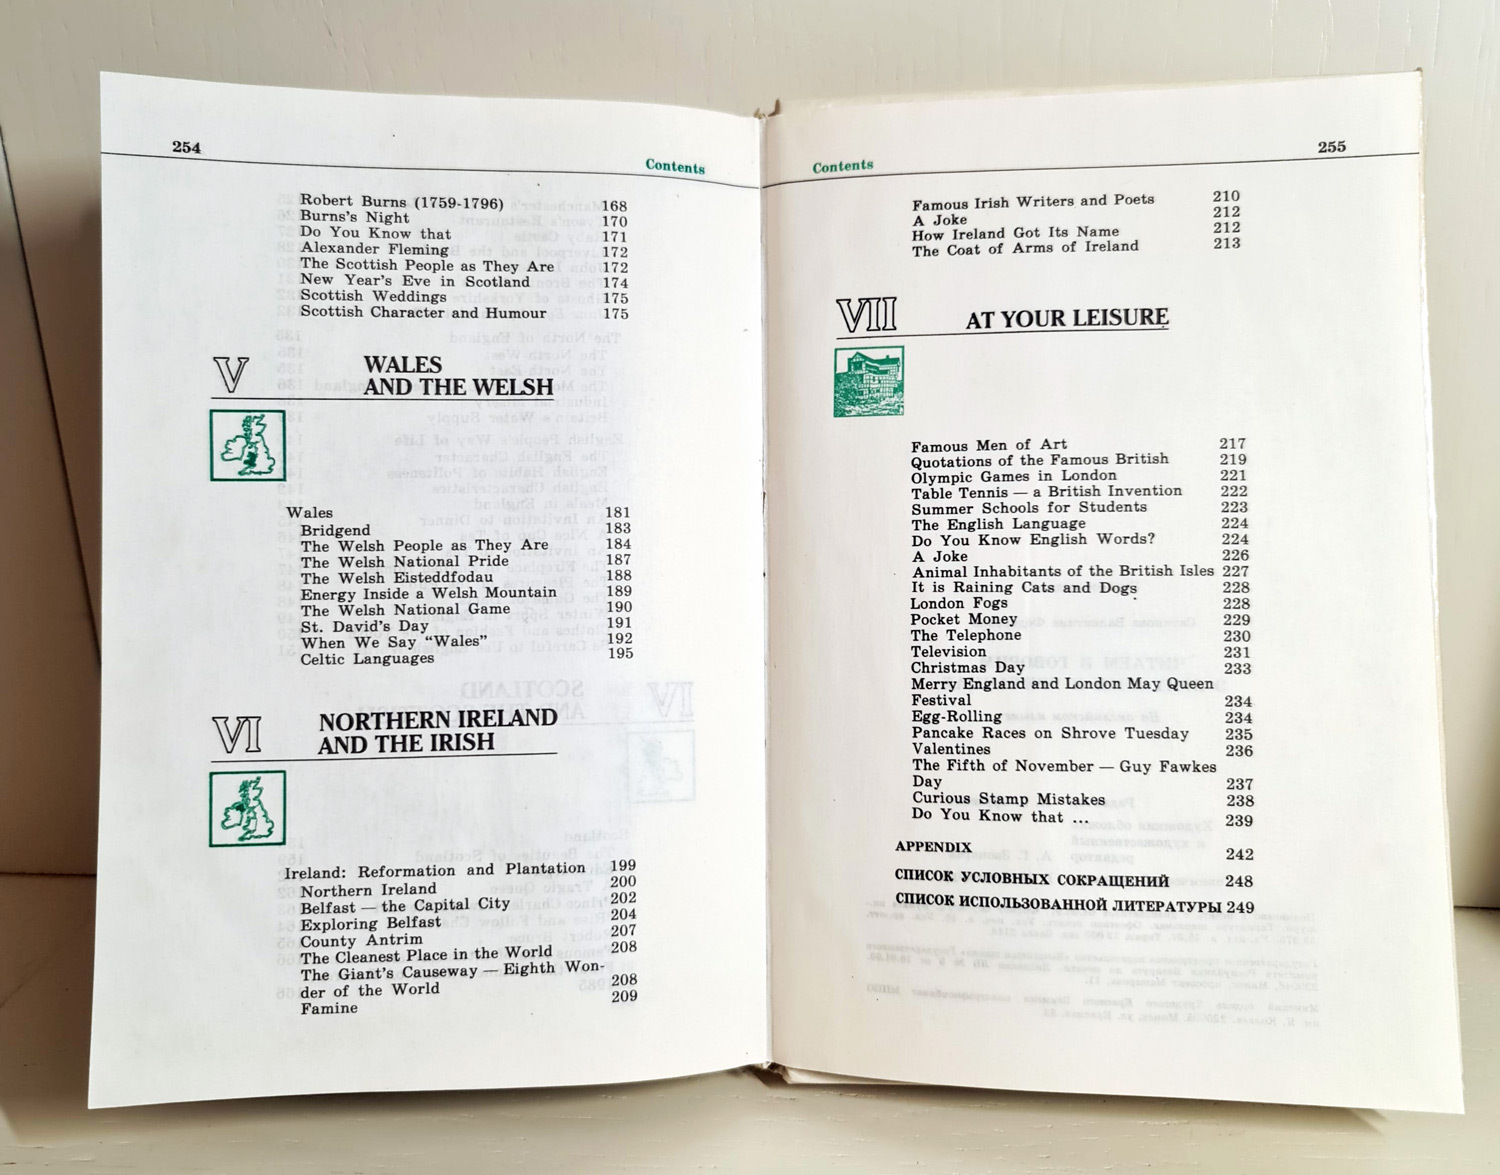 254
Contents
Robert Burns (1759-1796) 168
Burns's Night 170
Do You Know that 171
Alexander Fleming 172
The Scottish People as They Are 172
New Year's Eve in Scotland 174
Scottish Weddings 175
Scottish Character and Humour 175
V WALES
AND THE WELSH
Wales 181
Bridgend 183
The Welsh People as They Are 184
The Welsh National Pride 187
The Welsh Eisteddfodau 188
Energy Inside a Welsh Mountain 189
The Welsh National Game 190
St. David's Day 191
When We Say “Wales” 192
Celtic Languages 195
VI NORTHERN IRELAND
AND THE IRISH
Ireland: Reformation and Plantation 199
Northern Ireland 200
Belfast — the Capital City 202
Exploring Belfast 204
County Antrim 207
The Cleanest Place in the World 208
The Giant's Causeway — Eighth Won-
der of the World 208
Famine 209
255
Contents
Famous Irish Writers and Poets 210
A Joke 212
How Ireland Got Its Name 212
The Coat of Arms of Ireland 213
VII AT YOUR LEISURE
Famous Men of Art 217
Quotations of the Famous British 219
Olympic Games in London 221
Table Tennis — a British Invention 222
Summer Schools for Students 223
The English Language 224
Do You Know English Words? 224
A Joke 226
Animal Inhabitants of the British Isles 227
It is Raining Cats and Dogs 228
London Fogs 228
Pocket Money 229
The Telephone 230
Television 231
Christmas Day 233
Merry England and London May Queen
Festival 234
Egg-Rolling 234
Pancake Races on Shrove Tuesday 235
Valentines 236
The Fifth of November — Guy Fawkes
Day 237
Curious Stamp Mistakes 238
Do You Know that ... 239
APPENDIX 242
СПИСОК УСЛОВНЫХ СОКРАЩЕНИЙ 248
СПИСОК ИСПОЛЬЗОВАННОЙ ЛИТЕРАТУРЫ 249